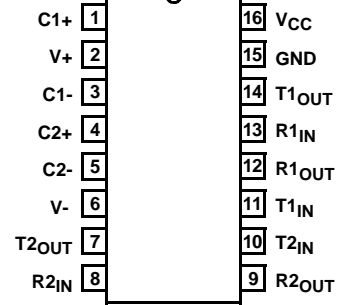 C1+ 1 16 VCC
V+ 2 15 GND
C1- 3 14 T1OUT
C2+ 4 13 R1IN
C2- 5 12 R1OUT
V- 6 11 T1IN
T2OUT 7 10 T2IN
R2IN 8 9 R2OUT